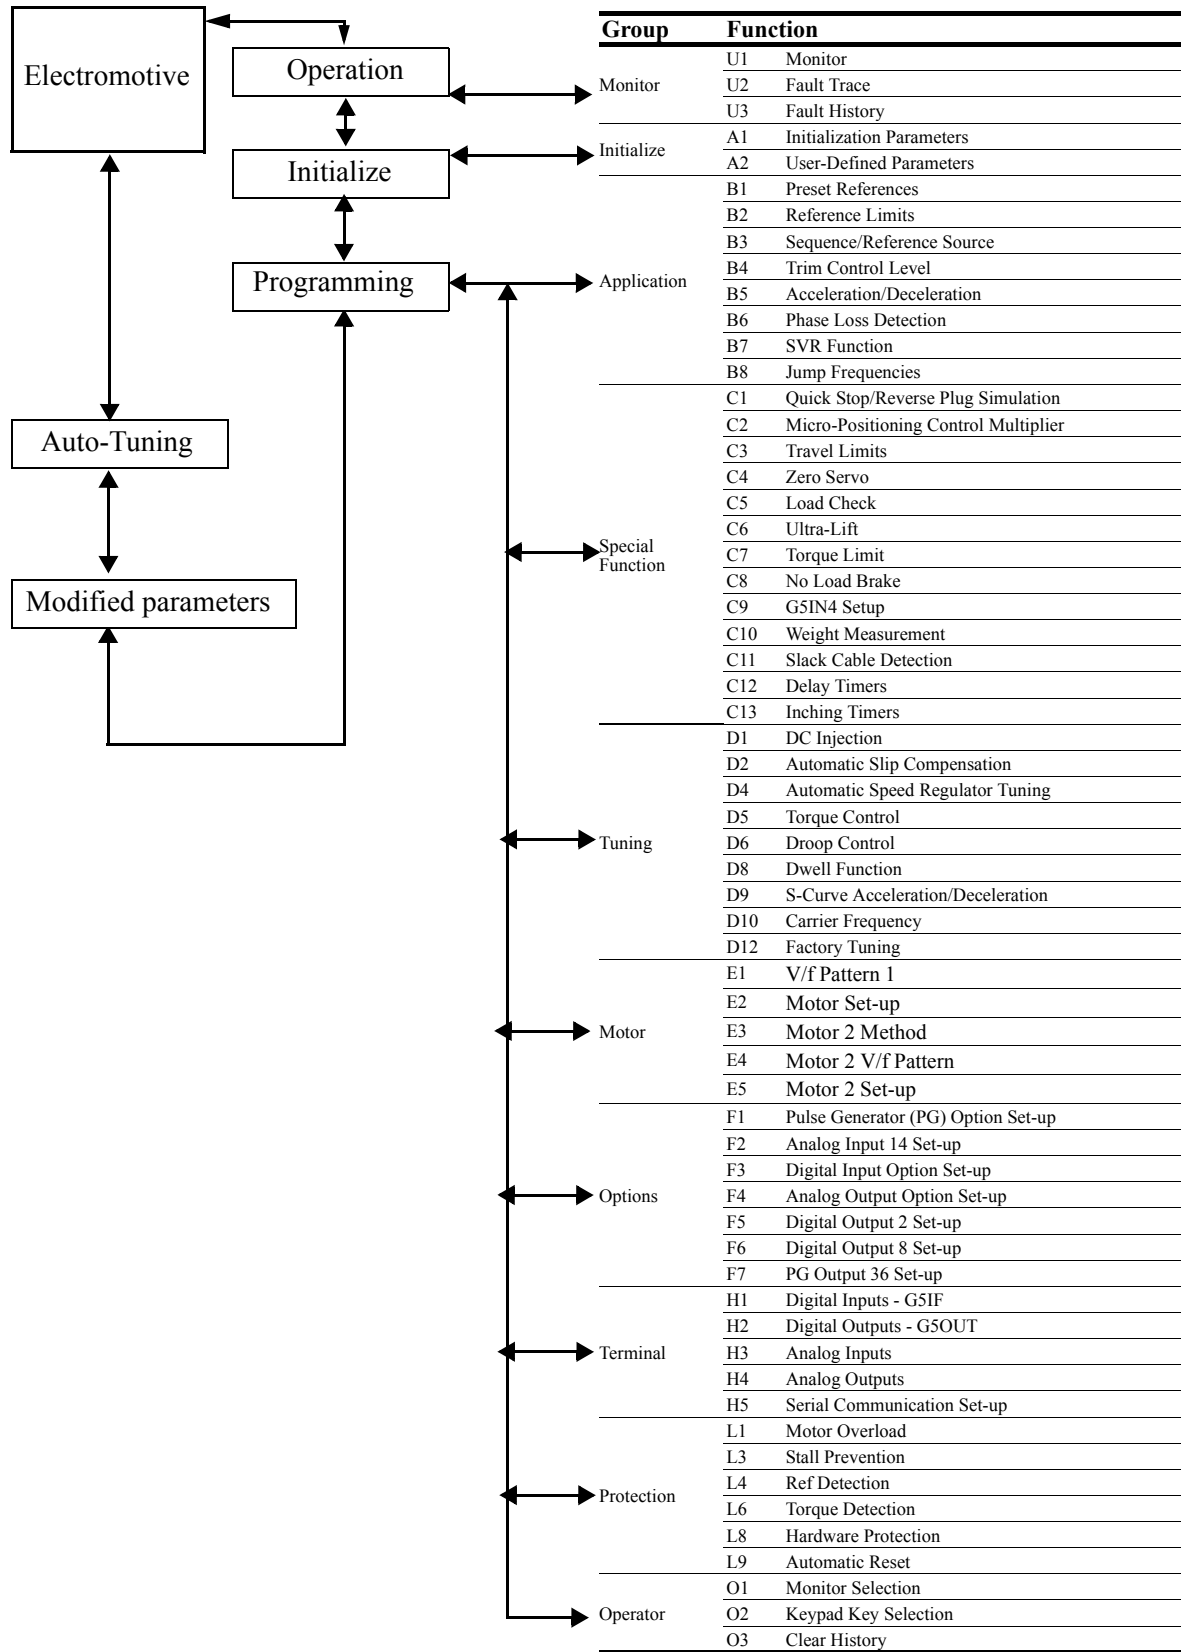 Electromotive
Operation
Initialize
Programming
Auto-Tuning
Modified parameters
Group Function
Monitor
U1 Monitor
U2 Fault Trace
U3 Fault History
Initialize
A1 Initialization Parameters
A2 User-Defined Parameters
Application
B1 Preset References
B2 Reference Limits
B3 Sequence/Reference Source
B4 Trim Control Level
B5 Acceleration/Deceleration
B6 Phase Loss Detection
B7 SVR Function
B8 Jump Frequencies
Special
Function
C1 Quick Stop/Reverse Plug Simulation
C2 Micro-Positioning Control Multiplier
C3 Travel Limits
C4 Zero Servo
C5 Load Check
C6 Ultra-Lift
C7 Torque Limit
C8 No Load Brake
C9 G5IN4 Setup
C10 Weight Measurement
C11 Slack Cable Detection
C12 Delay Timers
C13 Inching Timers
Tuning
D1 DC Injection
D2 Automatic Slip Compensation
D4 Automatic Speed Regulator Tuning
D5 Torque Control
D6 Droop Control
D8 Dwell Function
D9 S-Curve Acceleration/Deceleration
D10 Carrier Frequency
D12 Factory Tuning
Motor
E1 V/f Pattern 1
E2 Motor Set-up
E3 Motor 2 Method
E4 Motor 2 V/f Pattern
E5 Motor 2 Set-up
Options
F1 Pulse Generator (PG) Option Set-up
F2 Analog Input 14 Set-up
F3 Digital Input Option Set-up
F4 Analog Output Option Set-up
F5 Digital Output 2 Set-up
F6 Digital Output 8 Set-up
F7 PG Output 36 Set-up
Terminal
H1 Digital Inputs - G5IF
H2 Digital Outputs - G5OUT
H3 Analog Inputs
H4 Analog Outputs
H5 Serial Communication Set-up
Protection
L1 Motor Overload
L3 Stall Prevention
L4 Ref Detection
L6 Torque Detection
L8 Hardware Protection
L9 Automatic Reset
Operator
O1 Monitor Selection
O2 Keypad Key Selection
O3 Clear History